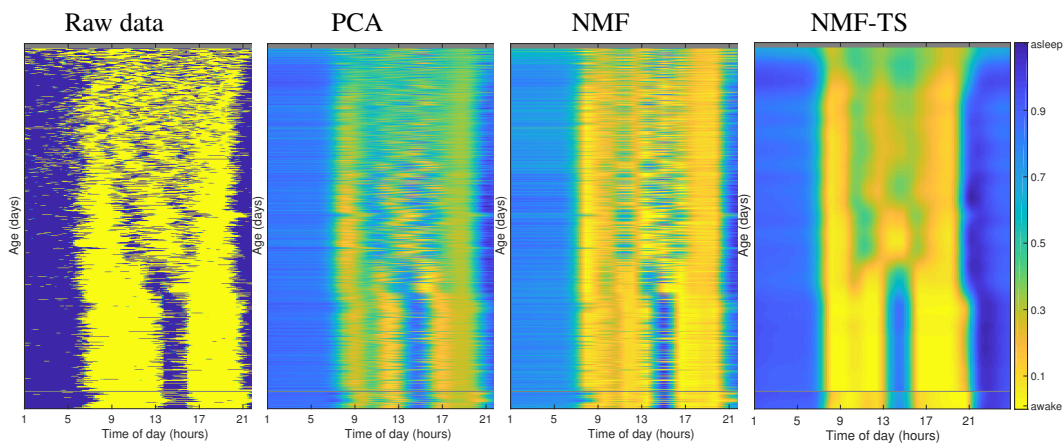 Raw data
PCA
NMF
NMF-TS
Age (days)
1 5 9 13 17 21
Time of day (hours)
Age (days)
1 5 9 13 17 21
Time of day (hours)
Age (days)
1 5 9 13 17 21
Time of day (hours)
Age (days)
1 5 9 13 17 21
Time of day (hours)
asleep
0.9
0.7
0.5
0.3
0.1
awake